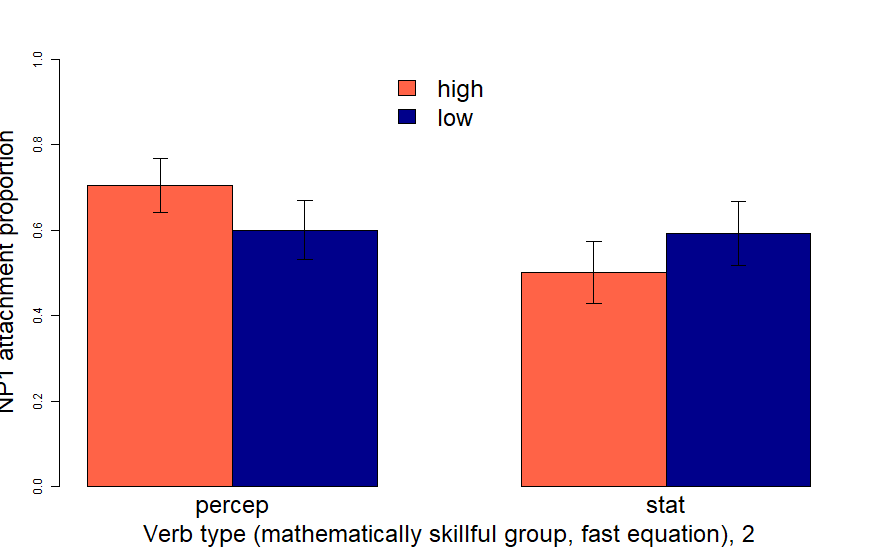 high
low
NP1 attachment proportion
1.0
0.8
0.6
0.4
0.2
0.0
percep
stat
Verb type (mathematically skillful group, fast equation), 2